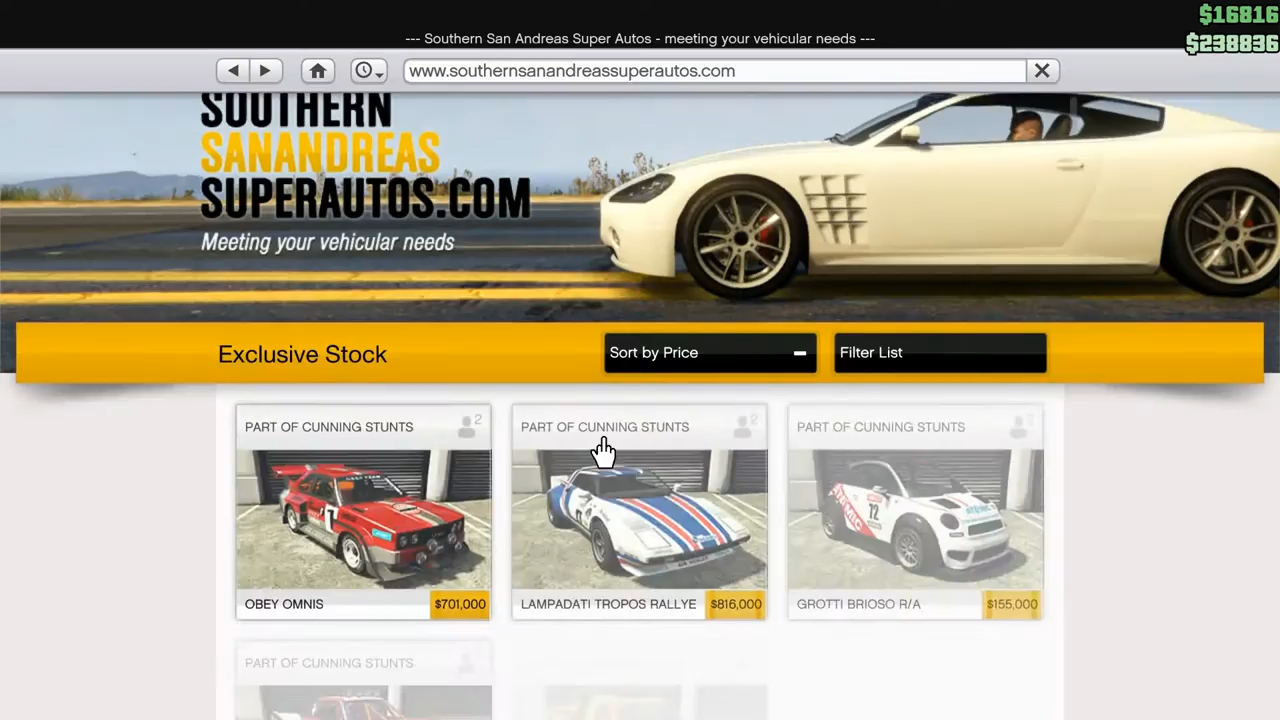 $16816
--- Southern San Andreas Super Autos - meeting your vehicular needs ---
$238836
www.southernsanandreassuperautos.com
SOUTHERN
SANANDREAS
SUPERAUTOS.COM
Meeting your vehicular needs
Exclusive Stock
Sort by Price
Filter List
PART OF CUNNING STUNTS 2
PART OF CUNNING STUNTS 2
PART OF CUNNING STUNTS
OBEY OMNIS $701,000
LAMPADATI TROPOS RALLYE $816,000
GROTTI BRIOSO R/A $155,000
PART OF CUNNING STUNTS